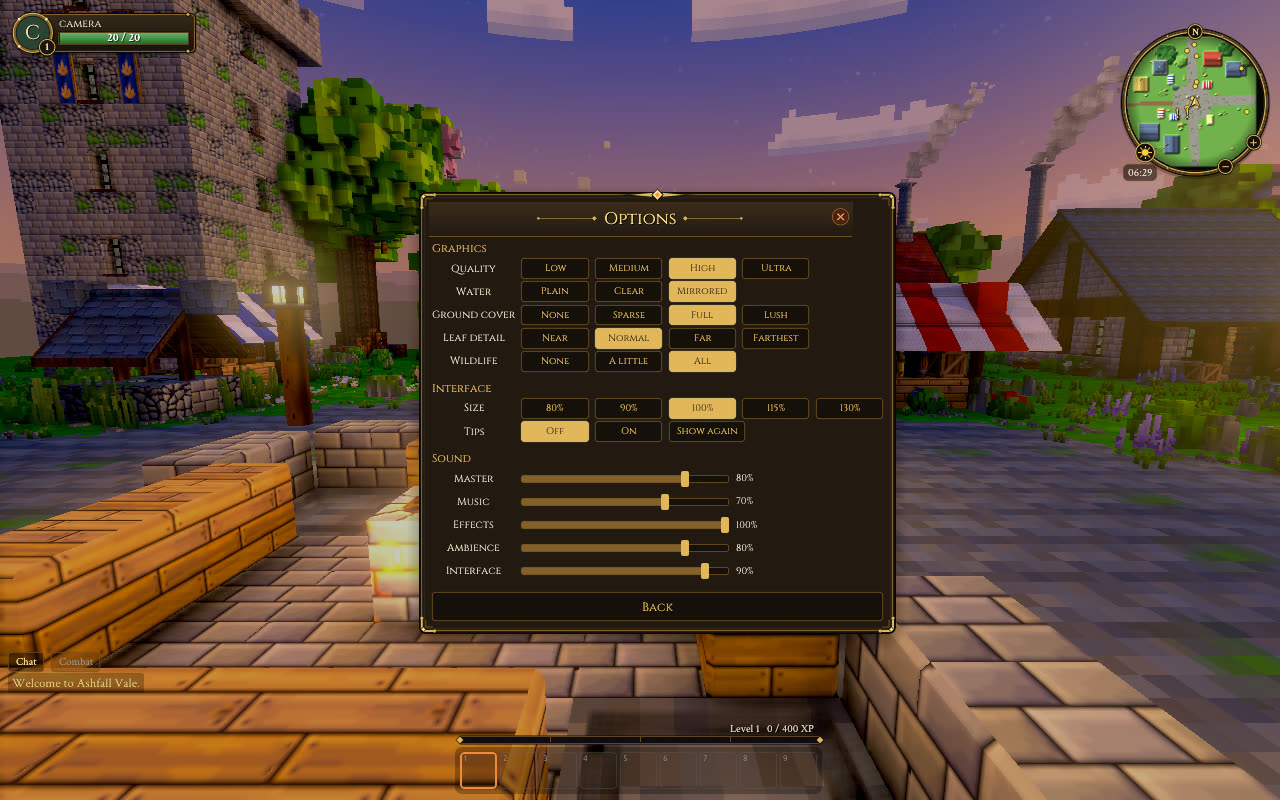 C
CAMERA
20 / 20
1
N
06:29
OPTIONS
GRAPHICS
QUALITY LOW MEDIUM HIGH ULTRA
WATER PLAIN CLEAR MIRRORED
GROUND COVER NONE SPARSE FULL LUSH
LEAF DETAIL NEAR NORMAL FAR FARTHEST
WILDLIFE NONE A LITTLE ALL
INTERFACE
SIZE 80% 90% 100% 115% 130%
TIPS OFF ON SHOW AGAIN
SOUND
MASTER 80%
MUSIC 70%
EFFECTS 100%
AMBIENCE 80%
INTERFACE 90%
BACK
Chat Combat
Welcome to Ashfall Vale.
Level 1 0 / 400 XP
1 2 3 4 5 6 7 8 9